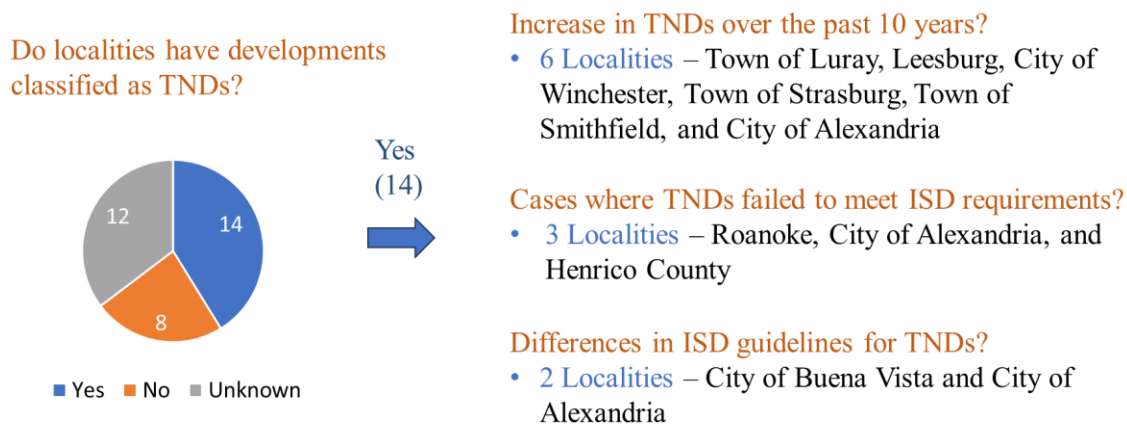 Do localities have developments
classified as TNDs?
12
14
8
Yes
No
Unknown
Yes
(14)
Increase in TNDs over the past 10 years?
• 6 Localities – Town of Luray, Leesburg, City of
Winchester, Town of Strasburg, Town of
Smithfield, and City of Alexandria
Cases where TNDs failed to meet ISD requirements?
• 3 Localities – Roanoke, City of Alexandria, and
Henrico County
Differences in ISD guidelines for TNDs?
• 2 Localities – City of Buena Vista and City of
Alexandria